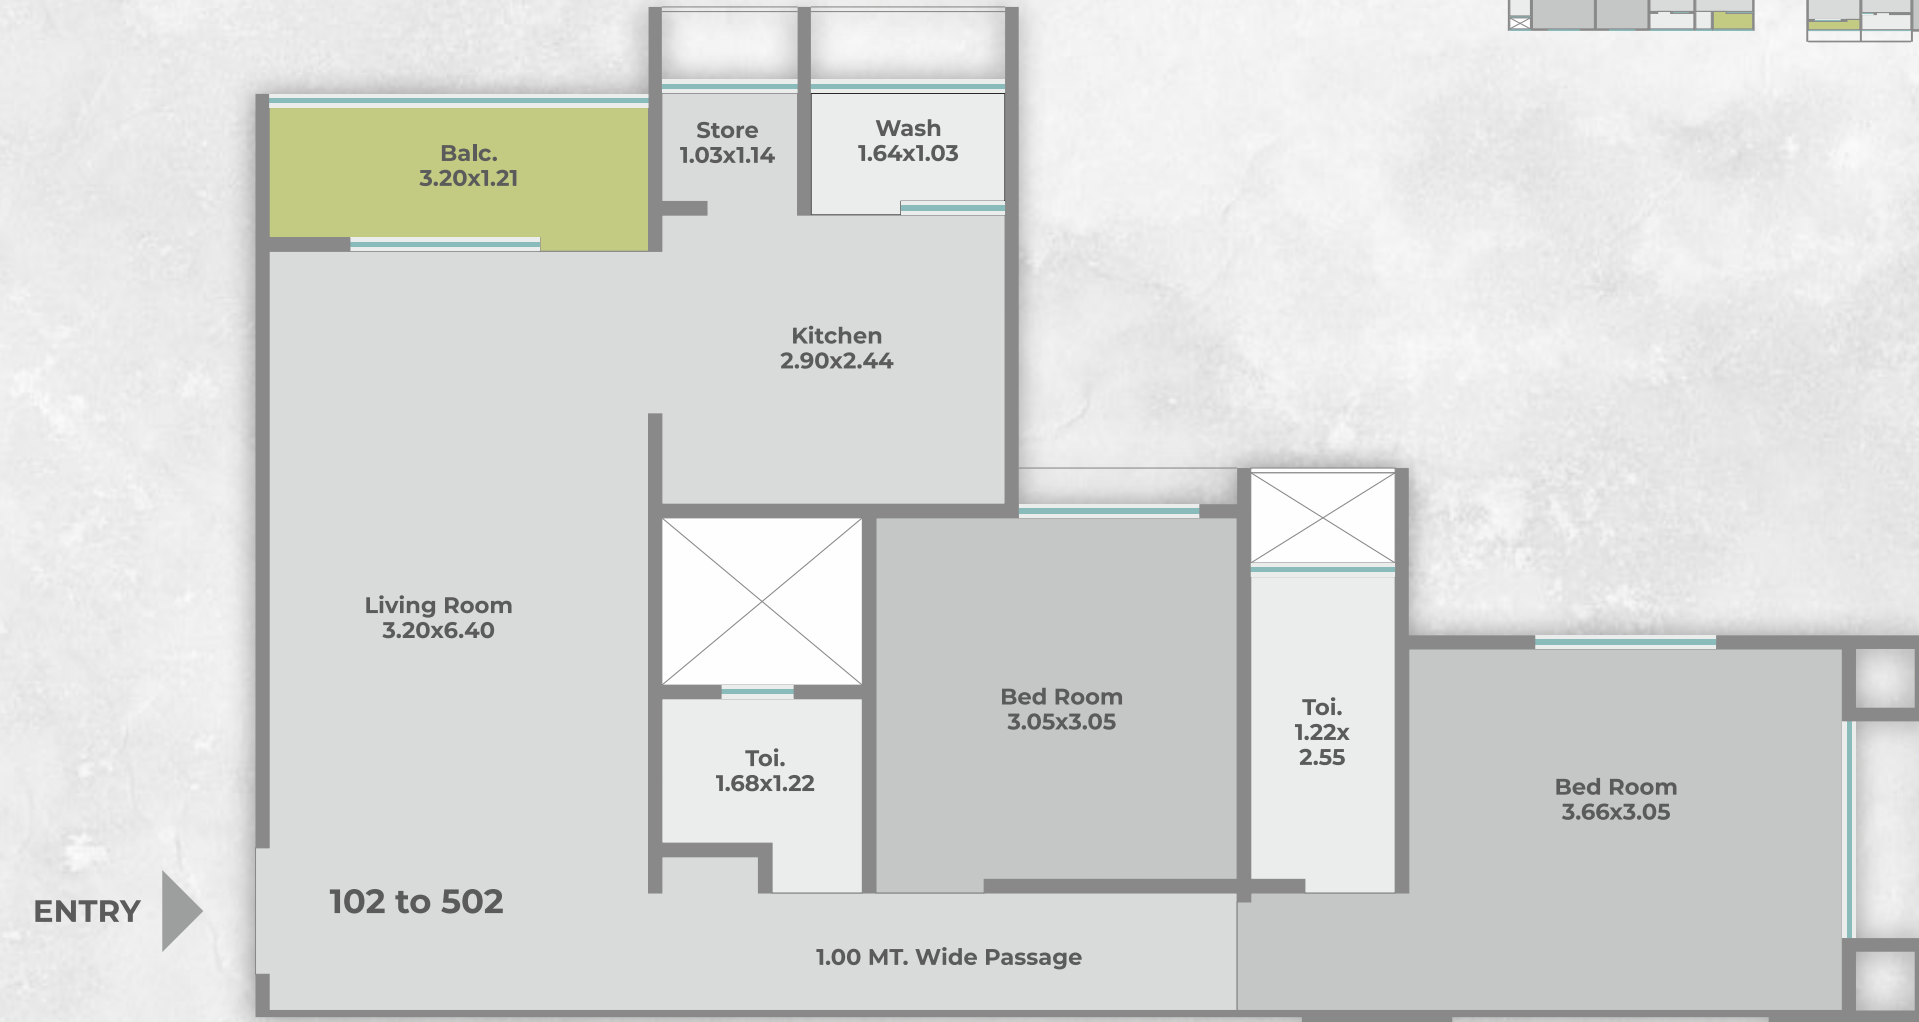 Balc.
3.20x1.21
Store
1.03x1.14
Wash
1.64x1.03
Kitchen
2.90x2.44
Living Room
3.20x6.40
Bed Room
3.05x3.05
Toi.
1.22x
2.55
Toi.
1.68x1.22
Bed Room
3.66x3.05
ENTRY
102 to 502
1.00 MT. Wide Passage